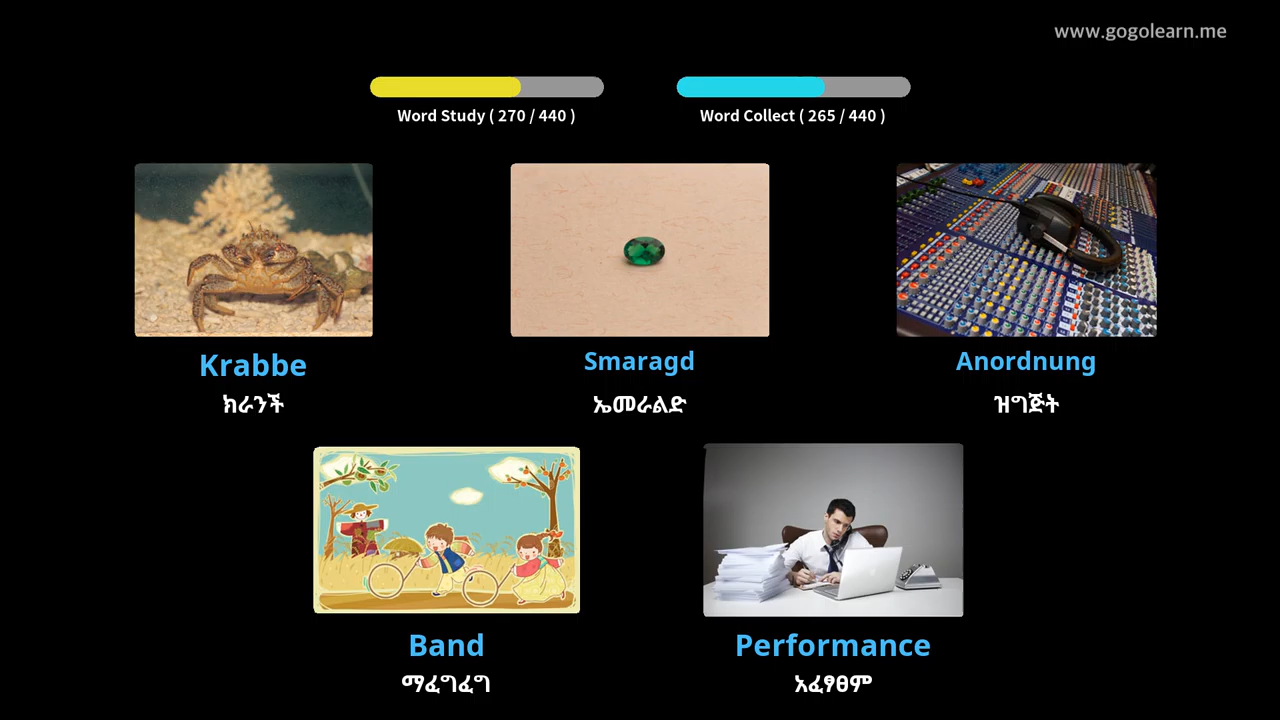 www.gogolearn.me
Word Study ( 270 / 440 )
Word Collect ( 265 / 440 )
Krabbe
ክራንች
Smaragd
ኤመራልድ
Anordnung
ዝግጅት
Band
ማፈግፈግ
Performance
አፈፃፀም